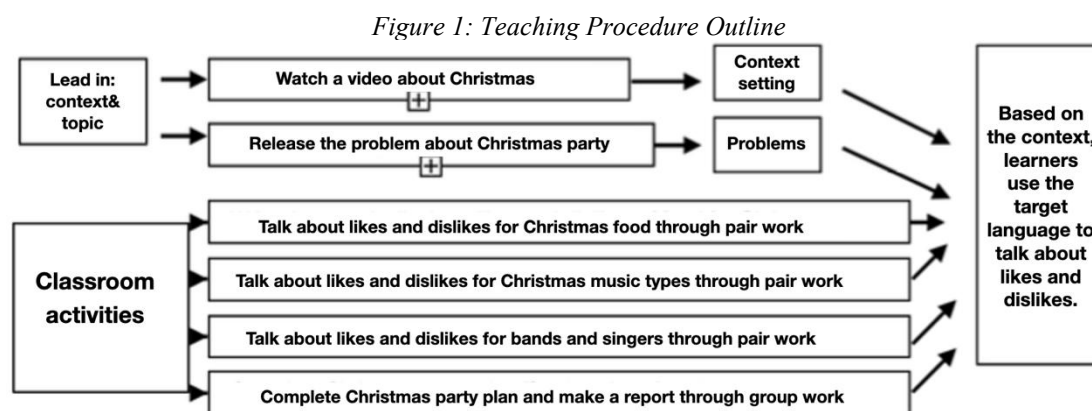 Figure 1: Teaching Procedure Outline
Lead in:
context&
topic
Watch a video about Christmas
Context
setting
Release the problem about Christmas party
Problems
Classroom
activities
Talk about likes and dislikes for Christmas food through pair work
Talk about likes and dislikes for Christmas music types through pair work
Talk about likes and dislikes for bands and singers through pair work
Complete Christmas party plan and make a report through group work
Based on
the context,
learners
use the
target
language to
talk about
likes and
dislikes.